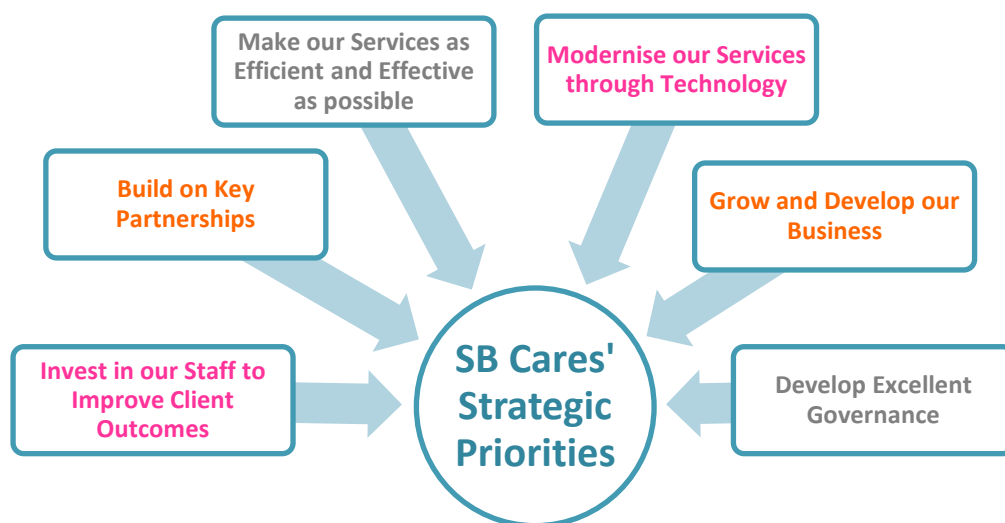 Make our Services as
Efficient and Effective
as possible
Modernise our Services
through Technology
Build on Key
Partnerships
Grow and Develop our
Business
Invest in our Staff to
Improve Client
Outcomes
SB Cares'
Strategic
Priorities
Develop Excellent
Governance